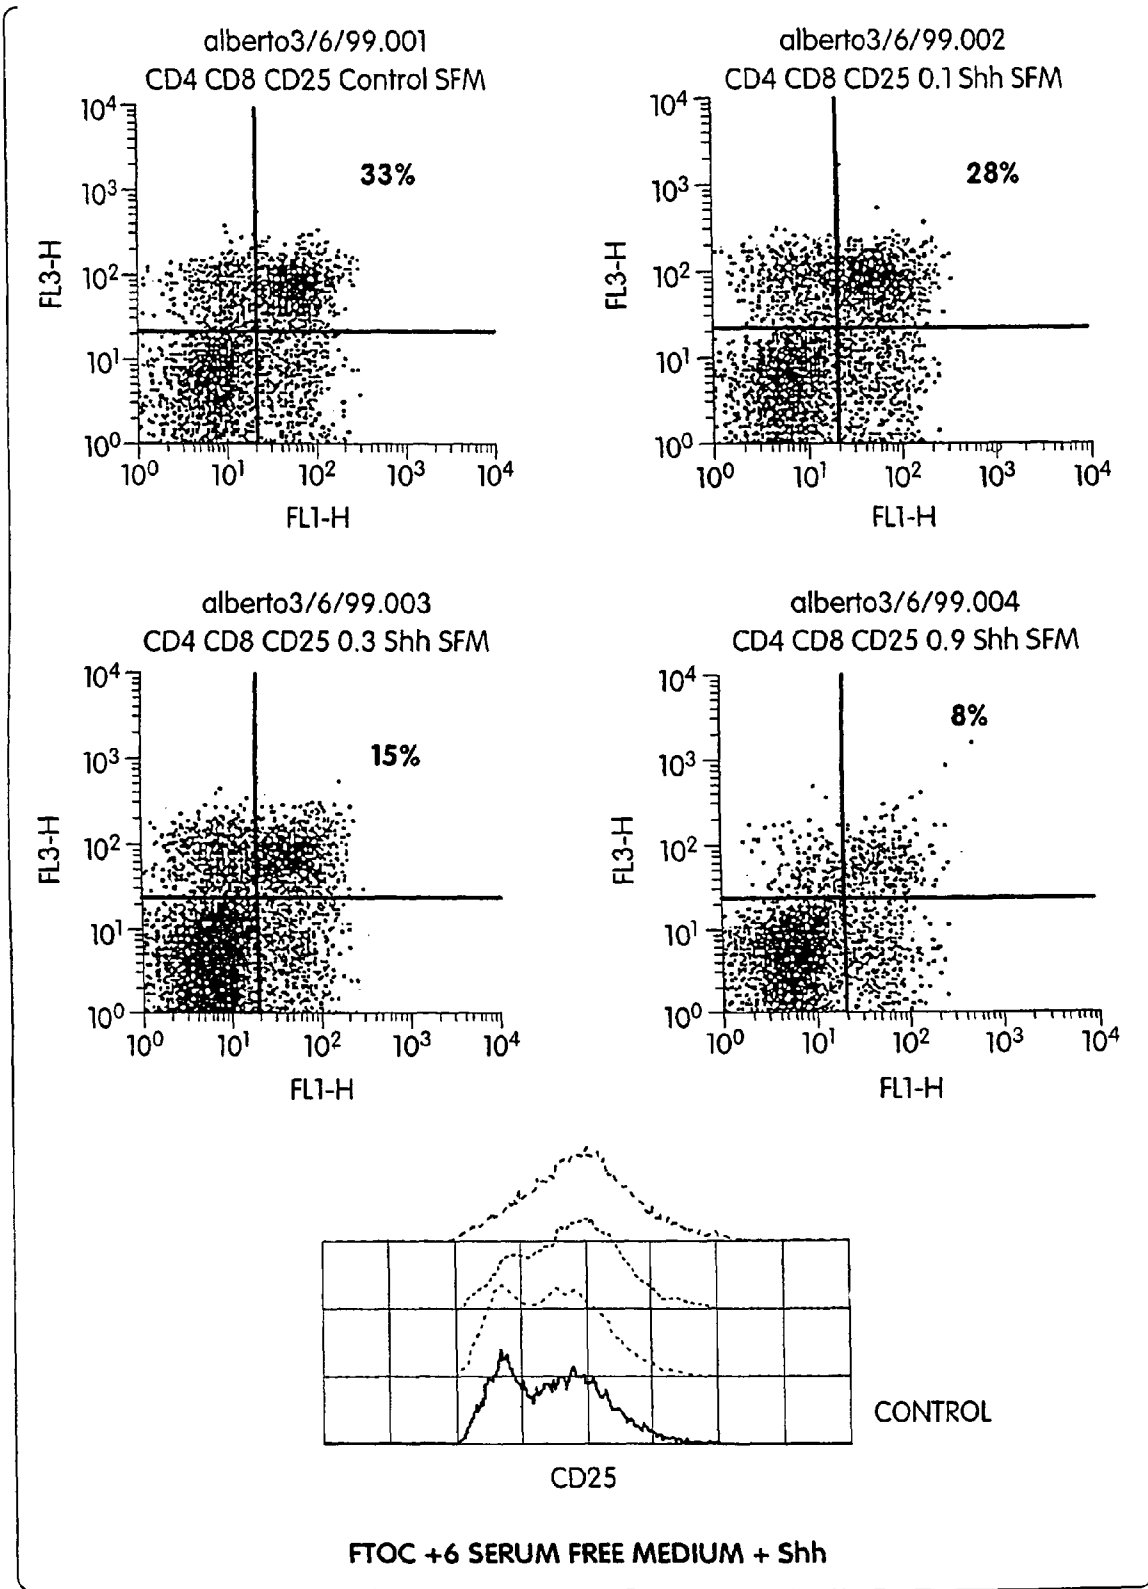 alberto3/6/99.001
CD4 CD8 CD25 Control SFM
10⁴
10³
10²
10¹
10⁰
FL3-H
33%
10⁰ 10¹ 10² 10³ 10⁴
FL1-H
alberto3/6/99.002
CD4 CD8 CD25 0.1 Shh SFM
10⁴
10³
10²
10¹
10⁰
FL3-H
28%
10⁰ 10¹ 10² 10³ 10⁴
FL1-H
alberto3/6/99.003
CD4 CD8 CD25 0.3 Shh SFM
10⁴
10³
10²
10¹
10⁰
FL3-H
15%
10⁰ 10¹ 10² 10³ 10⁴
FL1-H
alberto3/6/99.004
CD4 CD8 CD25 0.9 Shh SFM
10⁴
10³
10²
10¹
10⁰
FL3-H
8%
10⁰ 10¹ 10² 10³ 10⁴
FL1-H
CONTROL
CD25
FTOC +6 SERUM FREE MEDIUM + Shh